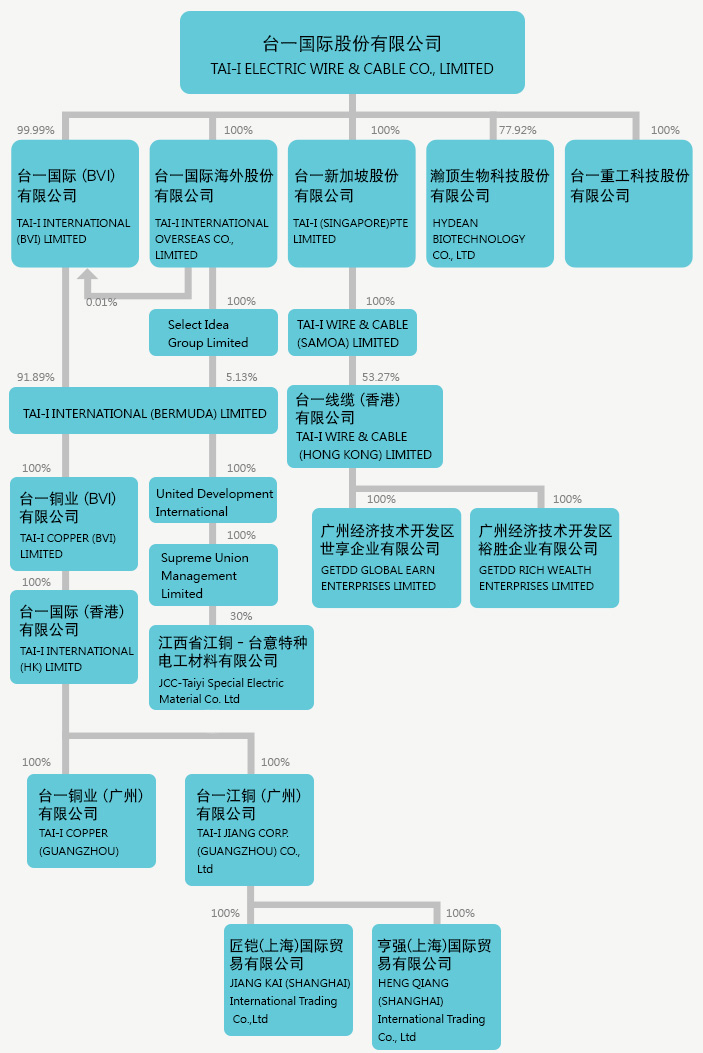 台一国际股份有限公司
TAI-I ELECTRIC WIRE & CABLE CO., LIMITED
99.99%
100%
100%
77.92%
100%
台一国际 (BVI)
有限公司
TAI-I INTERNATIONAL
(BVI) LIMITED
台一国际海外股份
有限公司
TAI-I INTERNATIONAL
OVERSEAS CO.,
LIMITED
台一新加坡股份
有限公司
TAI-I (SINGAPORE)PTE
LIMITED
瀚顶生物科技股份
有限公司
HYDEAN
BIOTECHNOLOGY
CO., LTD
台一重工科技股份
有限公司
0.01%
100%
100%
Select Idea
Group Limited
TAI-I WIRE & CABLE
(SAMOA) LIMITED
91.89%
5.13%
53.27%
TAI-I INTERNATIONAL (BERMUDA) LIMITED
台一线缆 (香港)
有限公司
TAI-I WIRE & CABLE
(HONG KONG) LIMITED
100%
100%
100%
100%
台一铜业 (BVI)
有限公司
TAI-I COPPER (BVI)
LIMITED
United Development
International
广州经济技术开发区
世享企业有限公司
GETDD GLOBAL EARN
ENTERPRISES LIMITED
广州经济技术开发区
裕胜企业有限公司
GETDD RICH WEALTH
ENTERPRISES LIMITED
100%
Supreme Union
Management
Limited
100%
台一国际 (香港)
有限公司
TAI-I INTERNATIONAL
(HK) LIMITD
30%
江西省江铜 - 台意特种
电工材料有限公司
JCC-Taiyi Special Electric
Material Co. Ltd
100%
100%
台一铜业 (广州)
有限公司
TAI-I COPPER
(GUANGZHOU)
台一江铜 (广州)
有限公司
TAI-I JIANG CORP.
(GUANGZHOU) CO.,
Ltd
100%
100%
匠铠(上海)国际贸
易有限公司
JIANG KAI (SHANGHAI)
International Trading
Co.,Ltd
亨强(上海)国际贸
易有限公司
HENG QIANG
(SHANGHAI)
International Trading
Co., Ltd